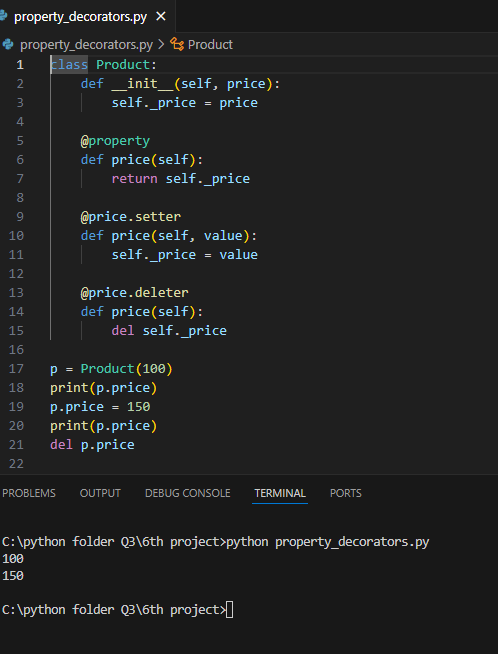 property_decorators.py ×
property_decorators.py > Product
1 class Product:
2     def __init__(self, price):
3         self._price = price
4
5     @property
6     def price(self):
7         return self._price
8
9     @price.setter
10     def price(self, value):
11         self._price = value
12
13     @price.deleter
14     def price(self):
15         del self._price
16
17 p = Product(100)
18 print(p.price)
19 p.price = 150
20 print(p.price)
21 del p.price
22
PROBLEMS OUTPUT DEBUG CONSOLE TERMINAL PORTS
C:\python folder Q3\6th project>python property_decorators.py
100
150
C:\python folder Q3\6th project>